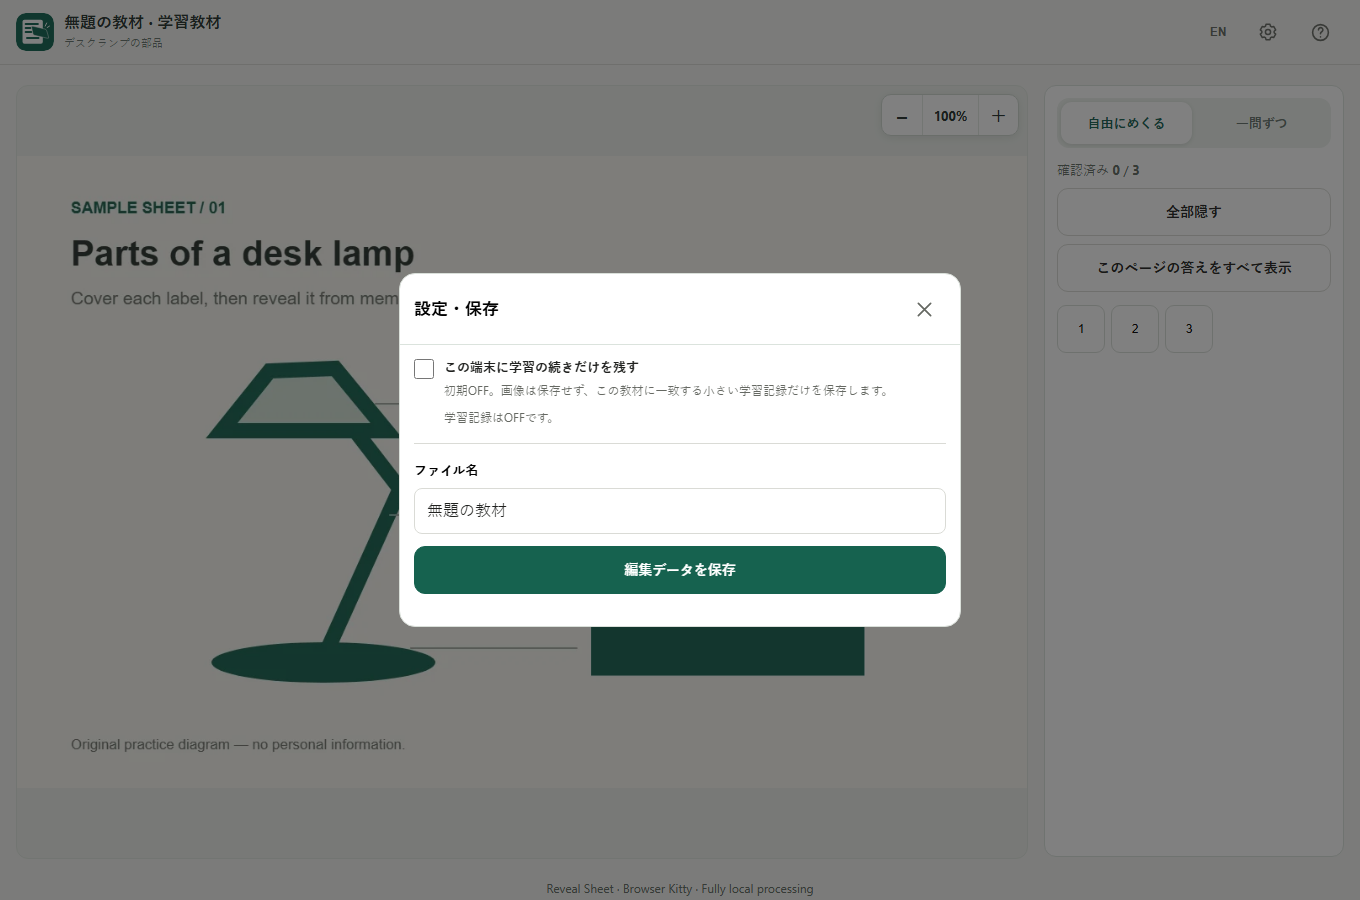 無題の教材 · 学習教材
デスクランプの部品
EN
100%
自由にめくる
一問ずつ
確認済み 0 / 3
全部隠す
このページの答えをすべて表示
1
2
3
SAMPLE SHEET / 01
Parts of a desk lamp
Cover each label, then reveal it from mem
設定・保存
この端末に学習の続きだけを残す
初期OFF。画像は保存せず、この教材に一致する小さい学習記録だけを保存します。
学習記録はOFFです。
ファイル名
無題の教材
編集データを保存
Original practice diagram — no personal information.
Reveal Sheet · Browser Kitty · Fully local processing